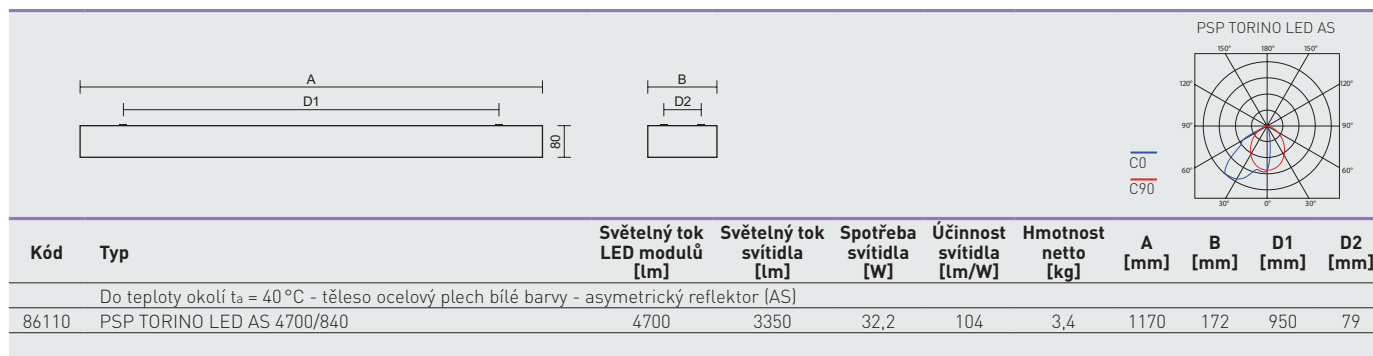 PSP TORINO LED AS
150° 180° 150°
A B
120° 120°
D1 D2
80
90° 90°
C0
60° 60°
C90
30° 0° 30°
Kód Typ Světelný tok LED modulů [lm] Světelný tok svítidla [lm] Spotřeba svítidla [W] Účinnost svítidla [lm/W] Hmotnost netto [kg] A [mm] B [mm] D1 [mm] D2 [mm]
Do teploty okolí ta = 40 °C - těleso ocelový plech bílé barvy - asymetrický reflektor (AS)
86110 PSP TORINO LED AS 4700/840 4700 3350 32,2 104 3,4 1170 172 950 79